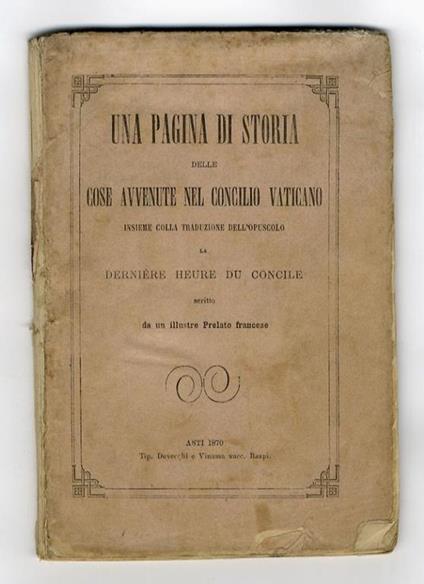 UNA PAGINA DI STORIA
DELLE
COSE AVVENUTE NEL CONCILIO VATICANO
INSIEME COLLA TRADUZIONE DELL'OPUSCOLO
LA
DERNIÈRE HEURE DU CONCILE
scritto
da un illustre Prelato francese
ASTI 1870
Tip. Devecchi e Vinassa succ. Raspi.